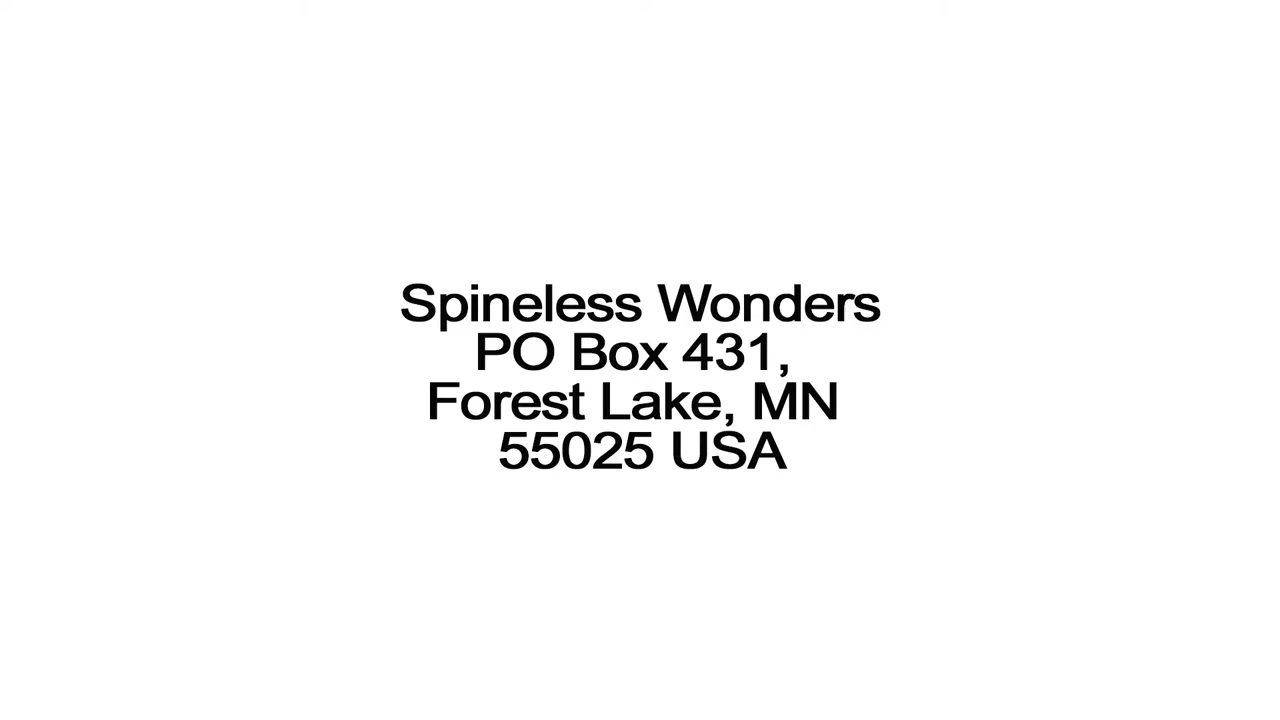 Spineless Wonders
PO Box 431,
Forest Lake, MN
55025 USA